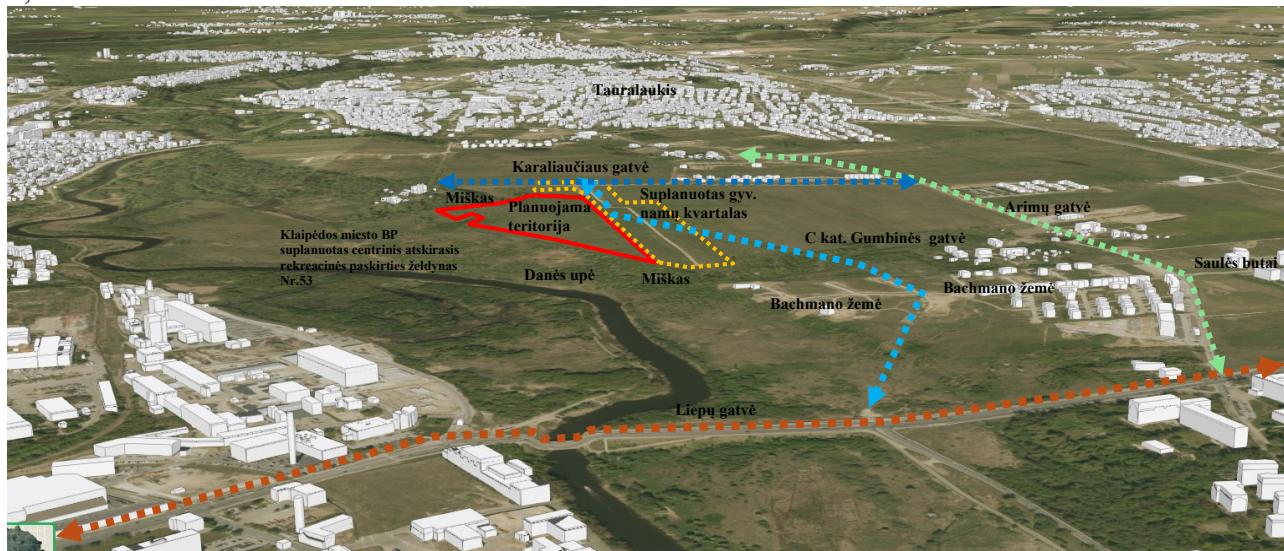 Tauralaukis
Karaliaučiaus gatvė
Miškas
Suplanuotas gyv.
namų kvartalas
Planuojama
teritorija
Arimų gatvė
Klaipėdos miesto BP
suplanuotas centrinis atskirasis
rekreacinės paskirties želdynas
Nr.53
C kat. Gumbinės gatvė
Saulės butai
Danės upė
Miškas
Bachmano žemė
Bachmano žemė
Liepų gatvė